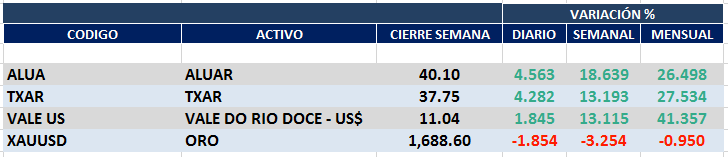 VARIACIÓN %
CODIGO ACTIVO CIERRE SEMANA DIARIO SEMANAL MENSUAL
ALUA ALUAR 40.10 4.563 18.639 26.498
TXAR TXAR 37.75 4.282 13.193 27.534
VALE US VALE DO RIO DOCE - US$ 11.04 1.845 13.115 41.357
XAUUSD ORO 1,688.60 -1.854 -3.254 -0.950